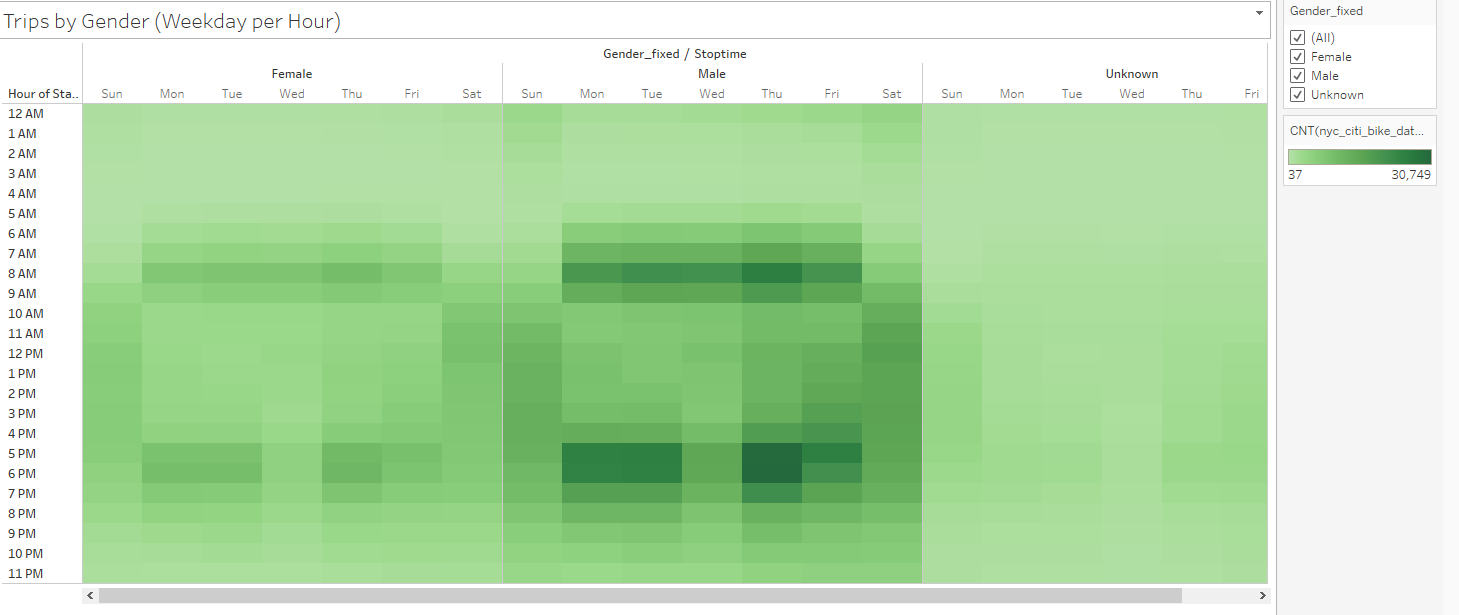 Trips by Gender (Weekday per Hour)
Gender_fixed / Stoptime
Female Male Unknown
Hour of Sta.. Sun Mon Tue Wed Thu Fri Sat Sun Mon Tue Wed Thu Fri Sat Sun Mon Tue Wed Thu Fri
12 AM
1 AM
2 AM
3 AM
4 AM
5 AM
6 AM
7 AM
8 AM
9 AM
10 AM
11 AM
12 PM
1 PM
2 PM
3 PM
4 PM
5 PM
6 PM
7 PM
8 PM
9 PM
10 PM
11 PM
Gender_fixed
(All)
Female
Male
Unknown
CNT(nyc_citi_bike_dat...
37 30,749